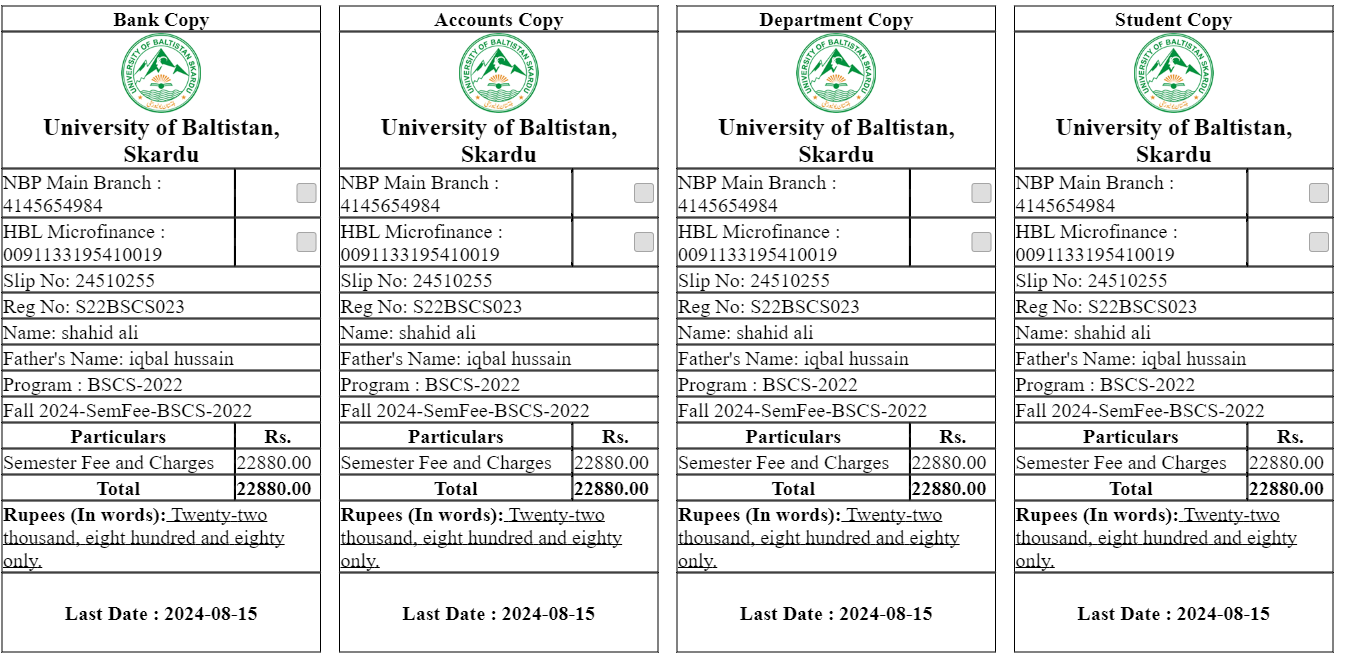 Bank Copy
UNIVERSITY OF BALTISTAN SKARDU
University of Baltistan,
Skardu
NBP Main Branch :
4145654984
HBL Microfinance :
0091133195410019
Slip No: 24510255
Reg No: S22BSCS023
Name: shahid ali
Father's Name: iqbal hussain
Program : BSCS-2022
Fall 2024-SemFee-BSCS-2022
Particulars Rs.
Semester Fee and Charges 22880.00
Total 22880.00
Rupees (In words): Twenty-two
thousand, eight hundred and eighty
only.
Last Date : 2024-08-15
Accounts Copy
UNIVERSITY OF BALTISTAN SKARDU
University of Baltistan,
Skardu
NBP Main Branch :
4145654984
HBL Microfinance :
0091133195410019
Slip No: 24510255
Reg No: S22BSCS023
Name: shahid ali
Father's Name: iqbal hussain
Program : BSCS-2022
Fall 2024-SemFee-BSCS-2022
Particulars Rs.
Semester Fee and Charges 22880.00
Total 22880.00
Rupees (In words): Twenty-two
thousand, eight hundred and eighty
only.
Last Date : 2024-08-15
Department Copy
UNIVERSITY OF BALTISTAN SKARDU
University of Baltistan,
Skardu
NBP Main Branch :
4145654984
HBL Microfinance :
0091133195410019
Slip No: 24510255
Reg No: S22BSCS023
Name: shahid ali
Father's Name: iqbal hussain
Program : BSCS-2022
Fall 2024-SemFee-BSCS-2022
Particulars Rs.
Semester Fee and Charges 22880.00
Total 22880.00
Rupees (In words): Twenty-two
thousand, eight hundred and eighty
only.
Last Date : 2024-08-15
Student Copy
UNIVERSITY OF BALTISTAN SKARDU
University of Baltistan,
Skardu
NBP Main Branch :
4145654984
HBL Microfinance :
0091133195410019
Slip No: 24510255
Reg No: S22BSCS023
Name: shahid ali
Father's Name: iqbal hussain
Program : BSCS-2022
Fall 2024-SemFee-BSCS-2022
Particulars Rs.
Semester Fee and Charges 22880.00
Total 22880.00
Rupees (In words): Twenty-two
thousand, eight hundred and eighty
only.
Last Date : 2024-08-15